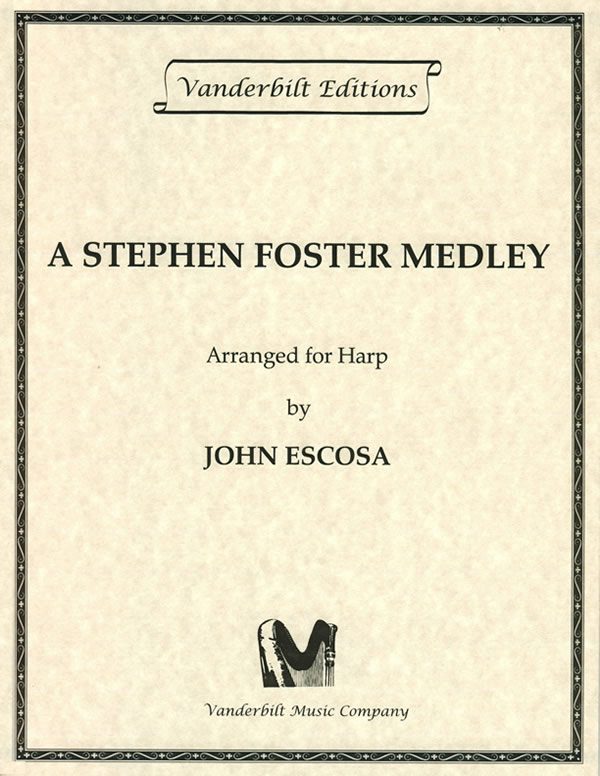 Vanderbilt Editions
A STEPHEN FOSTER MEDLEY
Arranged for Harp
by
JOHN ESCOSA
Vanderbilt Music Company